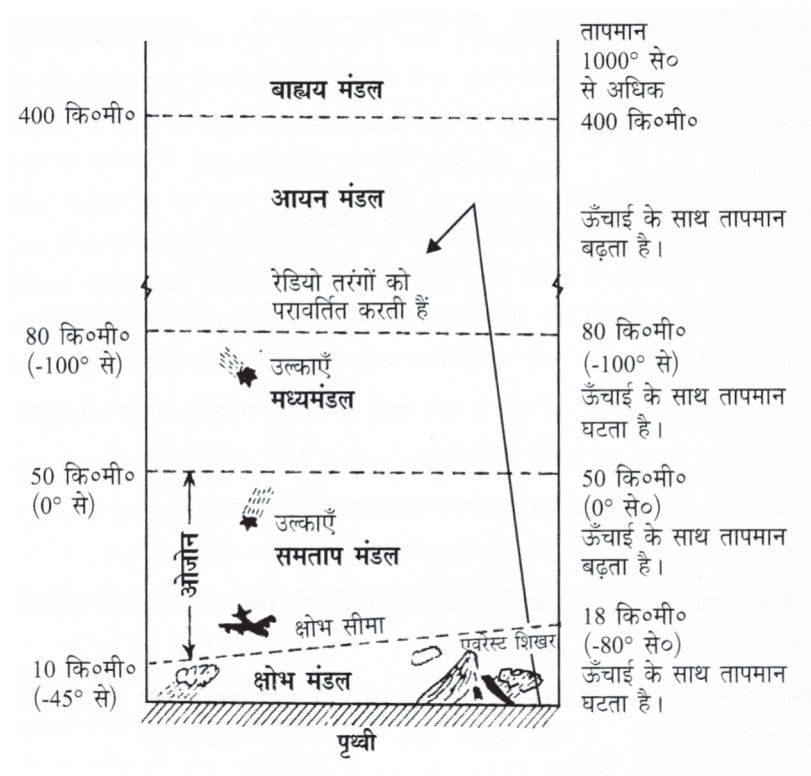 तापमान
1000° से०
से अधिक
बाह्यय मंडल
400 कि०मी०
400 कि०मी०
आयन मंडल
ऊँचाई के साथ तापमान
बढ़ता है।
रेडियो तरंगों को
परावर्तित करती हैं
80 कि०मी०
(-100° से)
80 कि०मी०
(-100° से)
उल्काएँ
मध्यमंडल
ऊँचाई के साथ तापमान
घटता है।
50 कि०मी०
(0° से)
50 कि०मी०
(0° से०)
उल्काएँ
समताप मंडल
ऊँचाई के साथ तापमान
बढ़ता है।
ओजोन
क्षोभ सीमा
18 कि०मी०
(-80° से०)
एवरेस्ट शिखर
10 कि०मी०
(-45° से)
क्षोभ मंडल
ऊँचाई के साथ तापमान
घटता है।
पृथ्वी